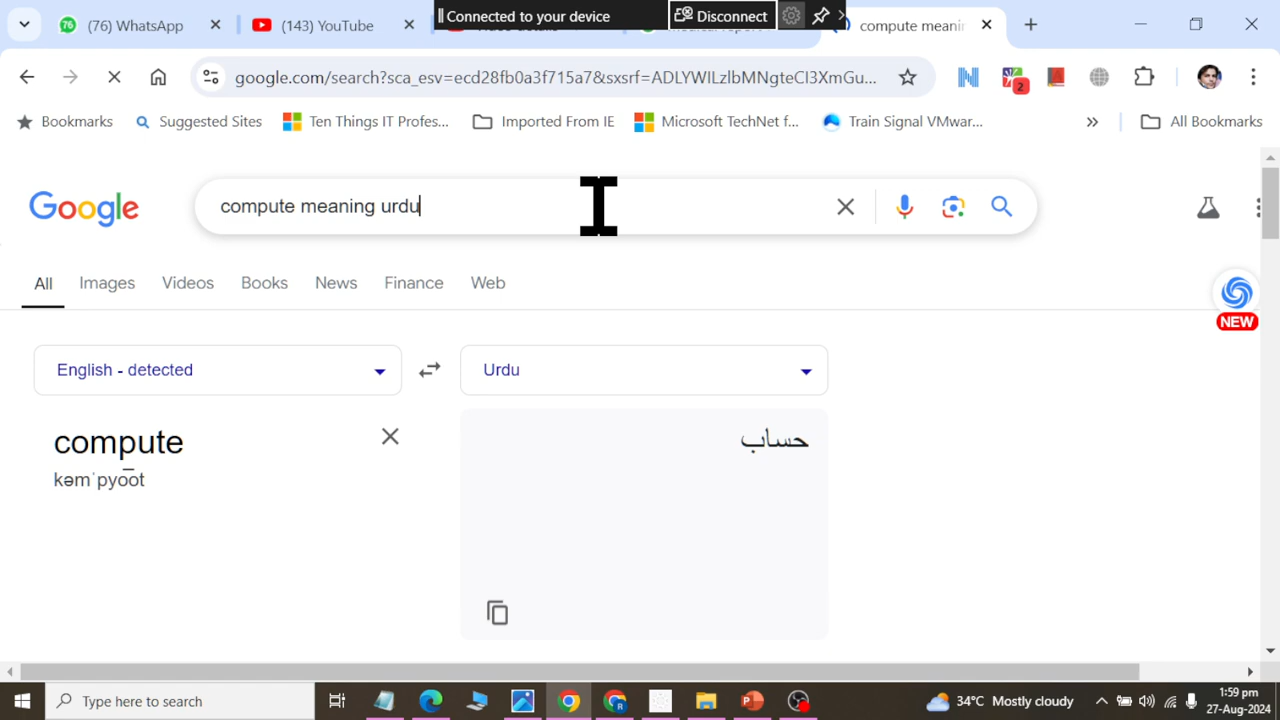 (76) WhatsApp
(143) YouTube
Connected to your device
Disconnect
compute meanin
google.com/search?sca_esv=ecd28fb0a3f715a7&sxsrf=ADLYWILzlbMNgteCI3XmGu...
2
Bookmarks
Suggested Sites
Ten Things IT Profes...
Imported From IE
Microsoft TechNet f...
Train Signal VMwar...
All Bookmarks
Google
compute meaning urdu
All
Images
Videos
Books
News
Finance
Web
NEW
English - detected
Urdu
compute
حساب
kəmˈpyo͞ot
Type here to search
34°C Mostly cloudy
1:59 pm
27-Aug-2024